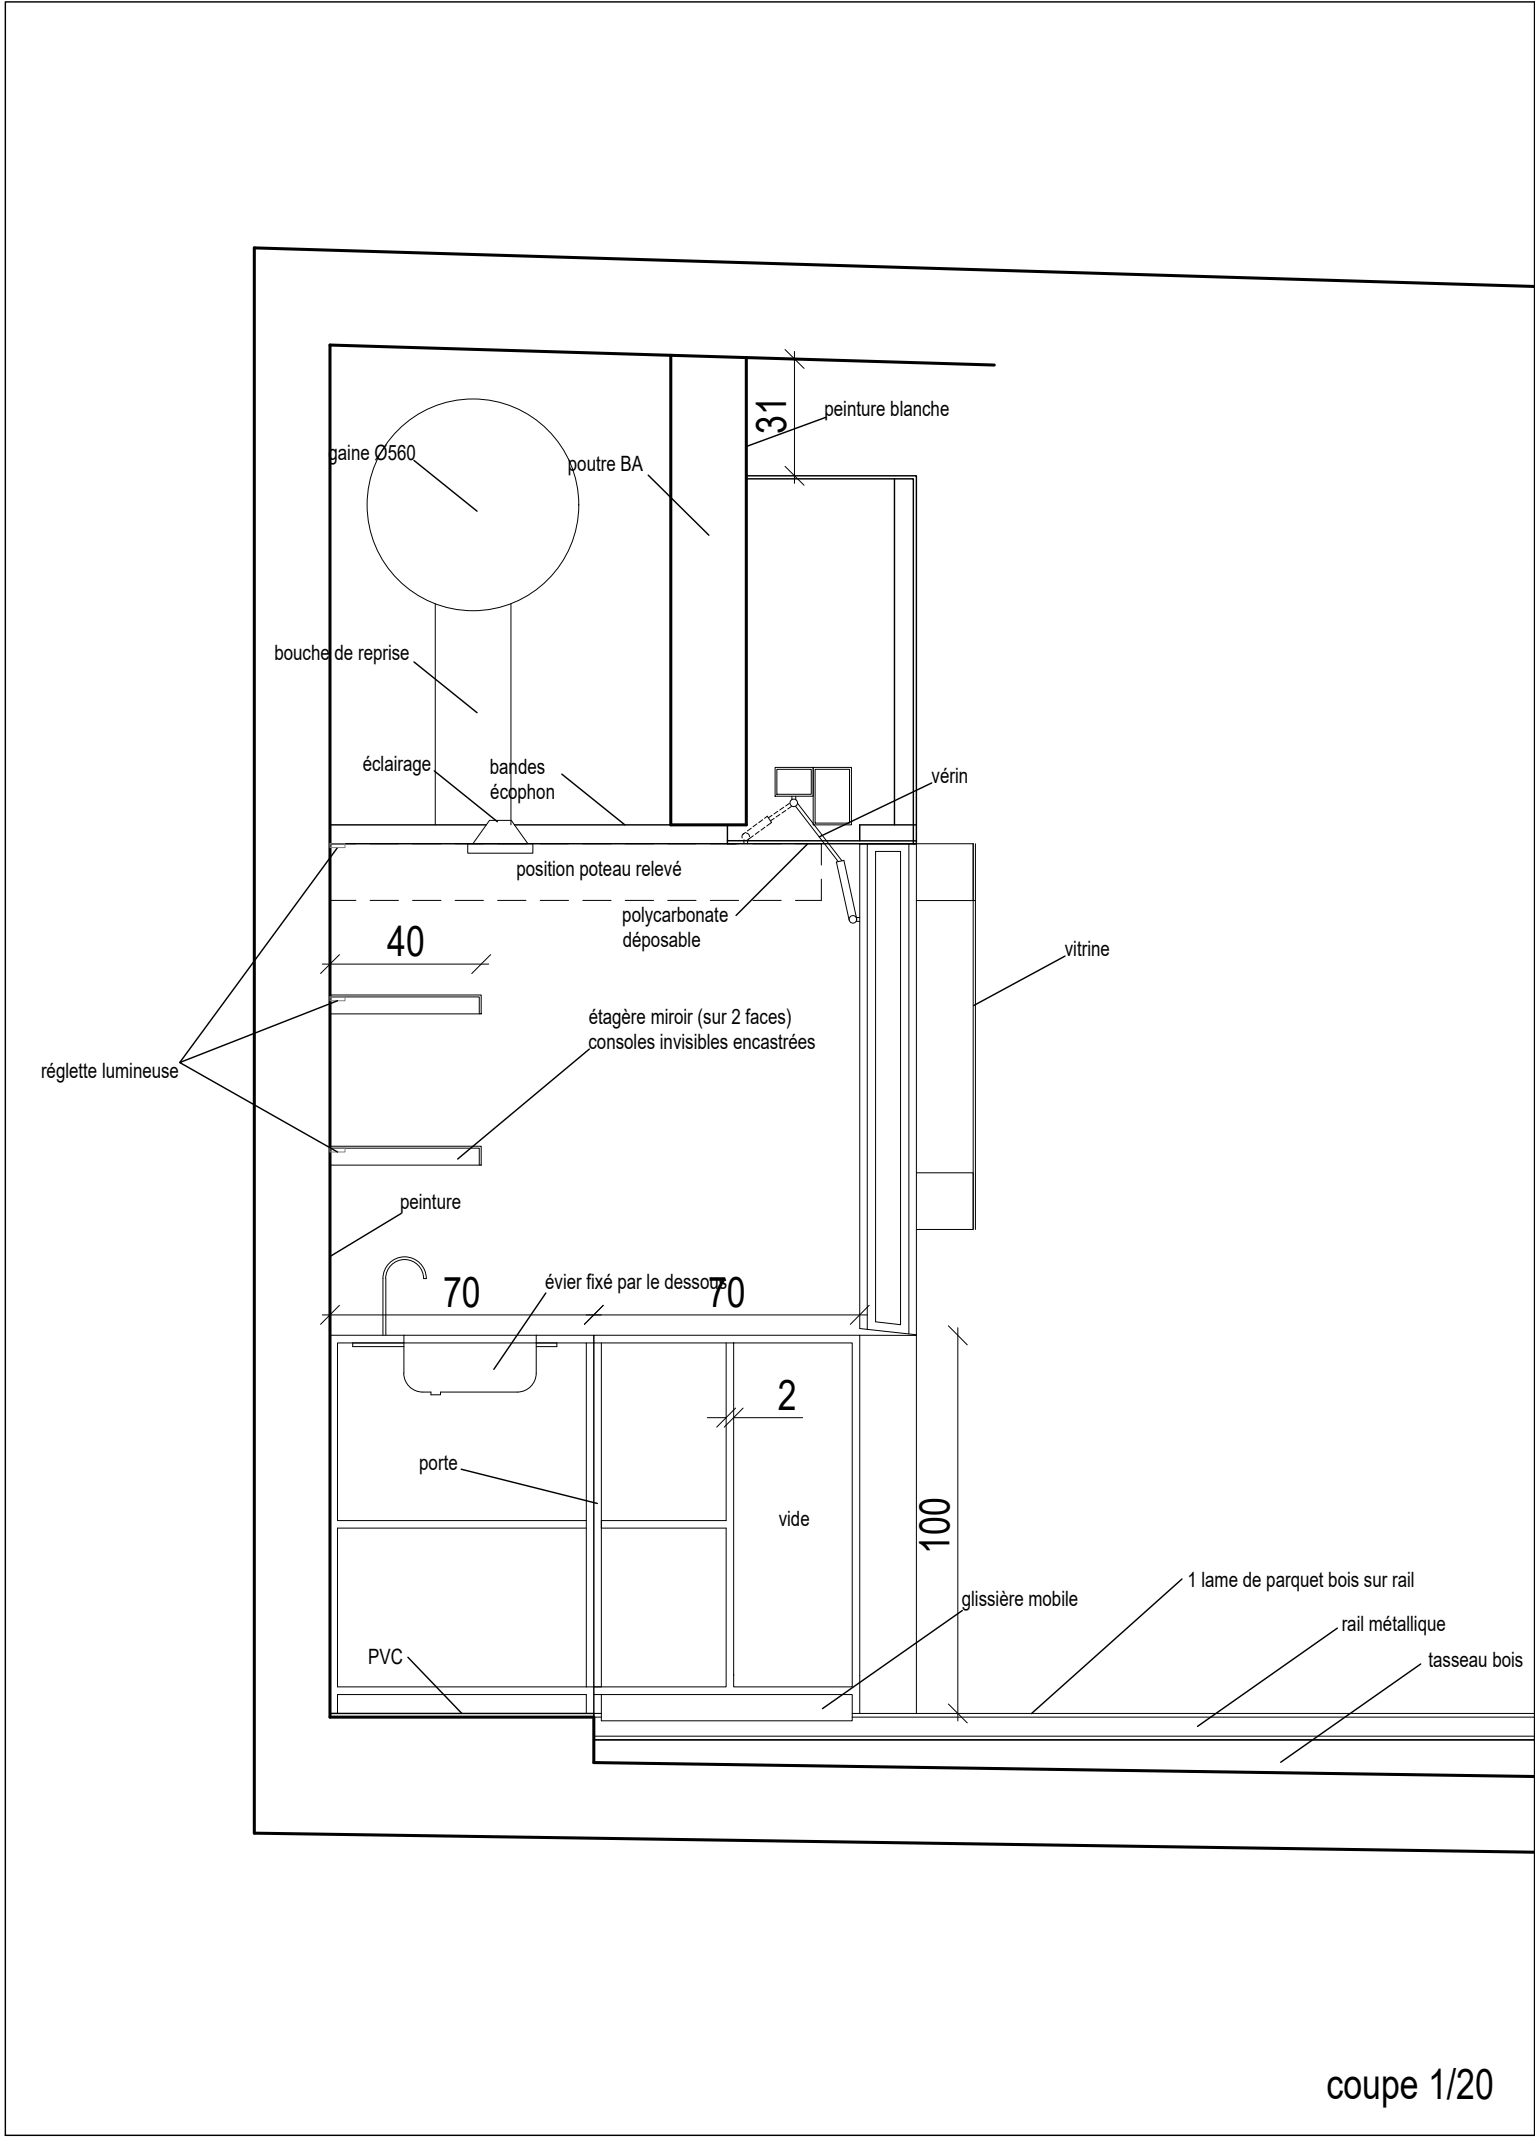 31
peinture blanche
gaine Ø560
poutre BA
bouche de reprise
éclairage
bandes
écophon
vérin
position poteau relevé
polycarbonate
déposable
40
vitrine
étagère miroir (sur 2 faces)
consoles invisibles encastrées
réglette lumineuse
peinture
70
évier fixé par le dessous
70
2
porte
vide
100
1 lame de parquet bois sur rail
glissière mobile
rail métallique
PVC
tasseau bois
coupe 1/20